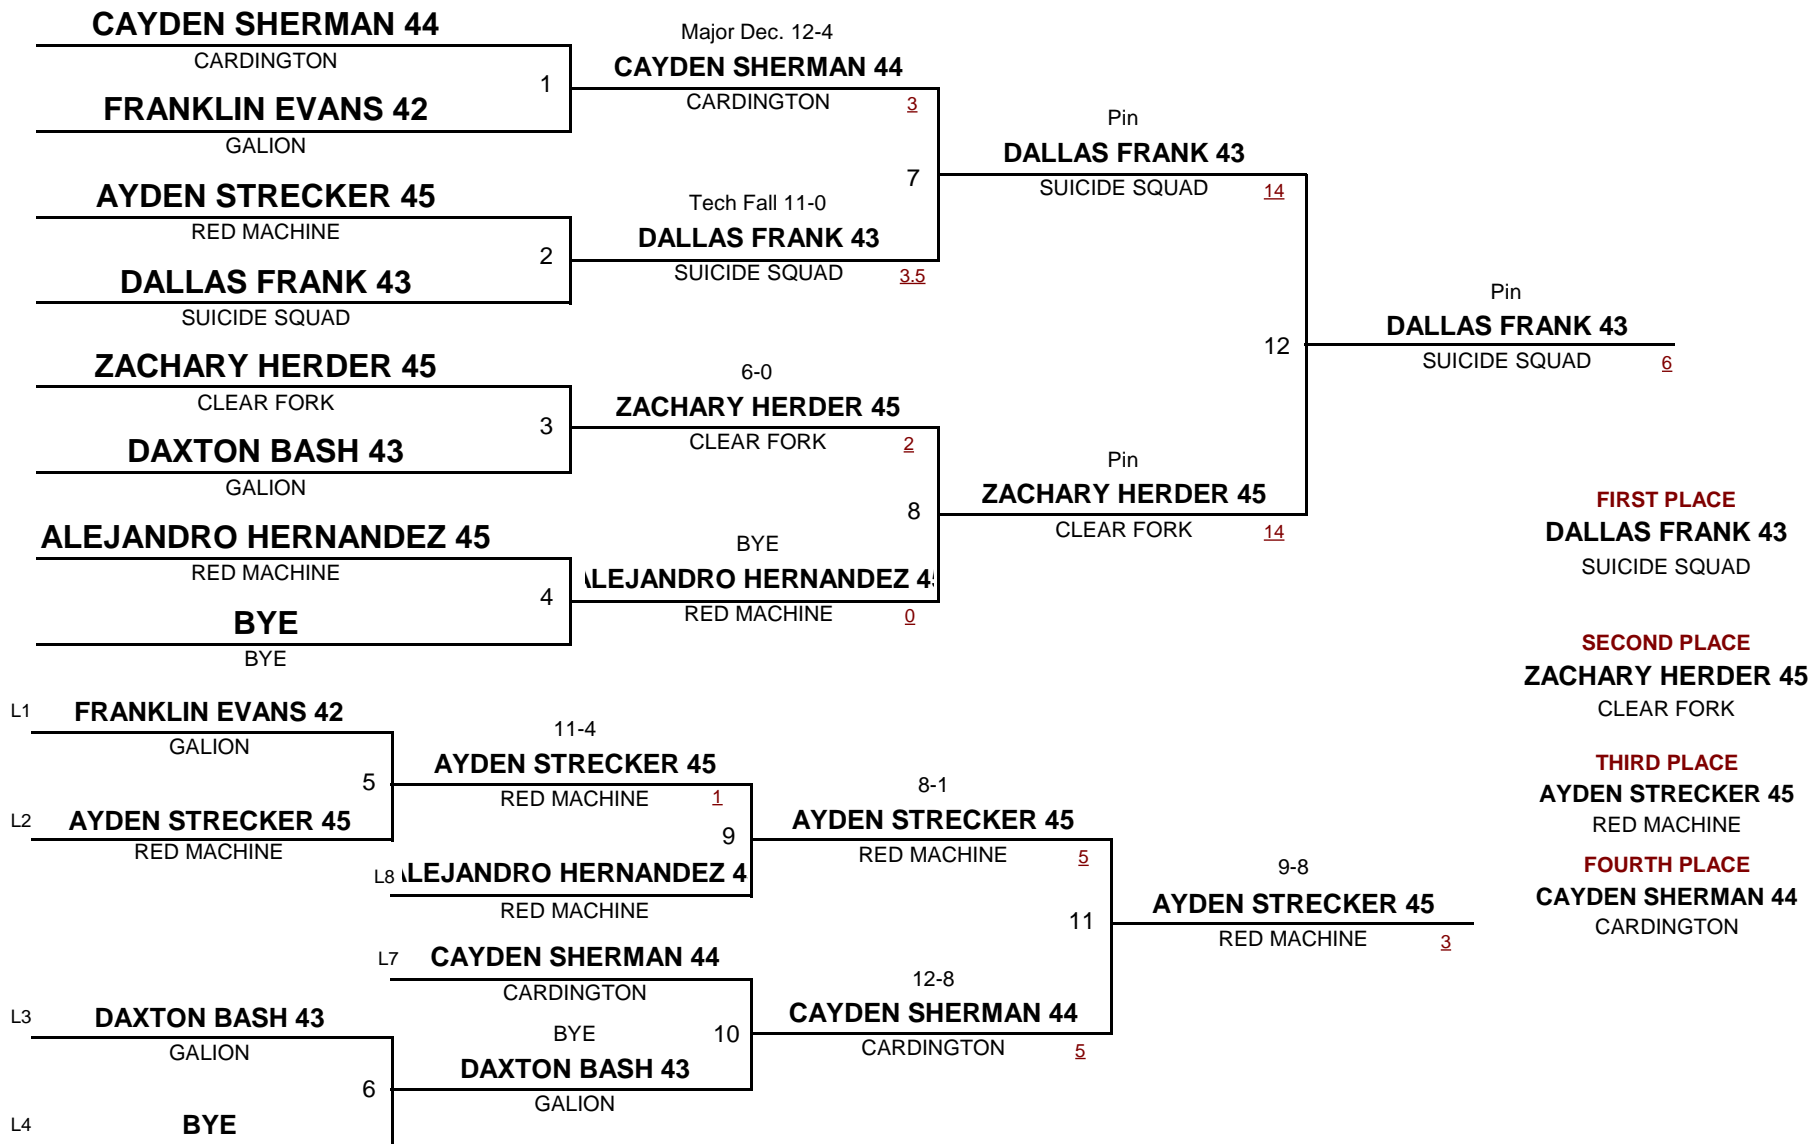 CAYDEN SHERMAN 44
CARDINGTON
1
FRANKLIN EVANS 42
GALION
AYDEN STRECKER 45
RED MACHINE
2
DALLAS FRANK 43
SUICIDE SQUAD
ZACHARY HERDER 45
CLEAR FORK
3
DAXTON BASH 43
GALION
ALEJANDRO HERNANDEZ 45
RED MACHINE
4
BYE
BYE
Major Dec. 12-4
CAYDEN SHERMAN 44
CARDINGTON 3
7
Tech Fall 11-0
DALLAS FRANK 43
SUICIDE SQUAD 3.5
6-0
ZACHARY HERDER 45
CLEAR FORK 2
8
BYE
ALEJANDRO HERNANDEZ 45
RED MACHINE 0
Pin
DALLAS FRANK 43
SUICIDE SQUAD 14
12
Pin
ZACHARY HERDER 45
CLEAR FORK 14
Pin
DALLAS FRANK 43
SUICIDE SQUAD 6
FIRST PLACE
DALLAS FRANK 43
SUICIDE SQUAD
SECOND PLACE
ZACHARY HERDER 45
CLEAR FORK
THIRD PLACE
AYDEN STRECKER 45
RED MACHINE
FOURTH PLACE
CAYDEN SHERMAN 44
CARDINGTON
L1 FRANKLIN EVANS 42
GALION
5
L2 AYDEN STRECKER 45
RED MACHINE
11-4
AYDEN STRECKER 45
RED MACHINE 1
9
L8 ALEJANDRO HERNANDEZ 4
RED MACHINE
8-1
AYDEN STRECKER 45
RED MACHINE 5
11
9-8
AYDEN STRECKER 45
RED MACHINE 3
L7 CAYDEN SHERMAN 44
CARDINGTON
10
BYE
DAXTON BASH 43
GALION
12-8
CAYDEN SHERMAN 44
CARDINGTON 5
L3 DAXTON BASH 43
GALION
6
L4 BYE